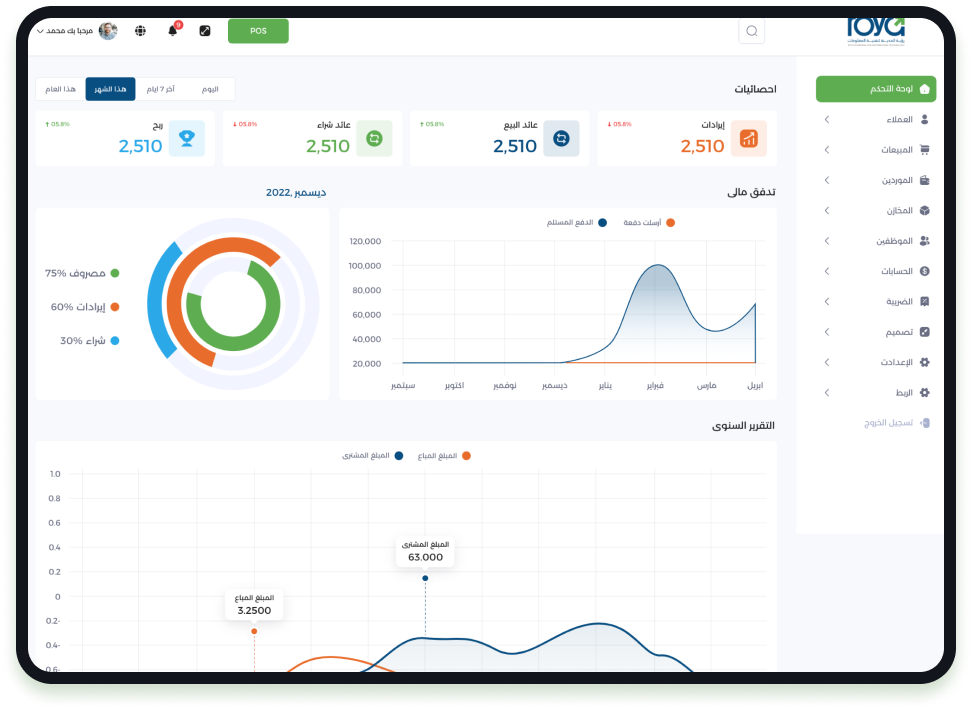 roya
POS
9
مرحبا بك محمد
لوحة التحكم
العملاء
المبيعات
الموردين
المخازن
الموظفين
الحسابات
الضريبة
تصميم
الإعدادت
الربط
تسجيل الخروج
احصائيات
اليوم
أخر 7 ايام
هذا الشهر
هذا العام
إيرادات
2,510
05.8%
عائد البيع
2,510
05.8%
عائد شراء
2,510
05.8%
ربح
2,510
05.8%
تدفق مالى
أرسلت دفعة
الدفع المستلم
120,000
100,000
80,000
60,000
40,000
20,000
ابريل
مارس
فبراير
يناير
ديسمبر
نوفمبر
اكتوبر
سبتمبر
ديسمبر ,2022
مصروف 75%
إيرادات 60%
شراء 30%
التقرير السنوى
المبلغ المباع
المبلغ المشترى
1.0
0.8
0.6
0.4
0.2
0
0.2-
0.4-
0.6-
المبلغ المشترى
63.000
المبلغ المباع
3.2500